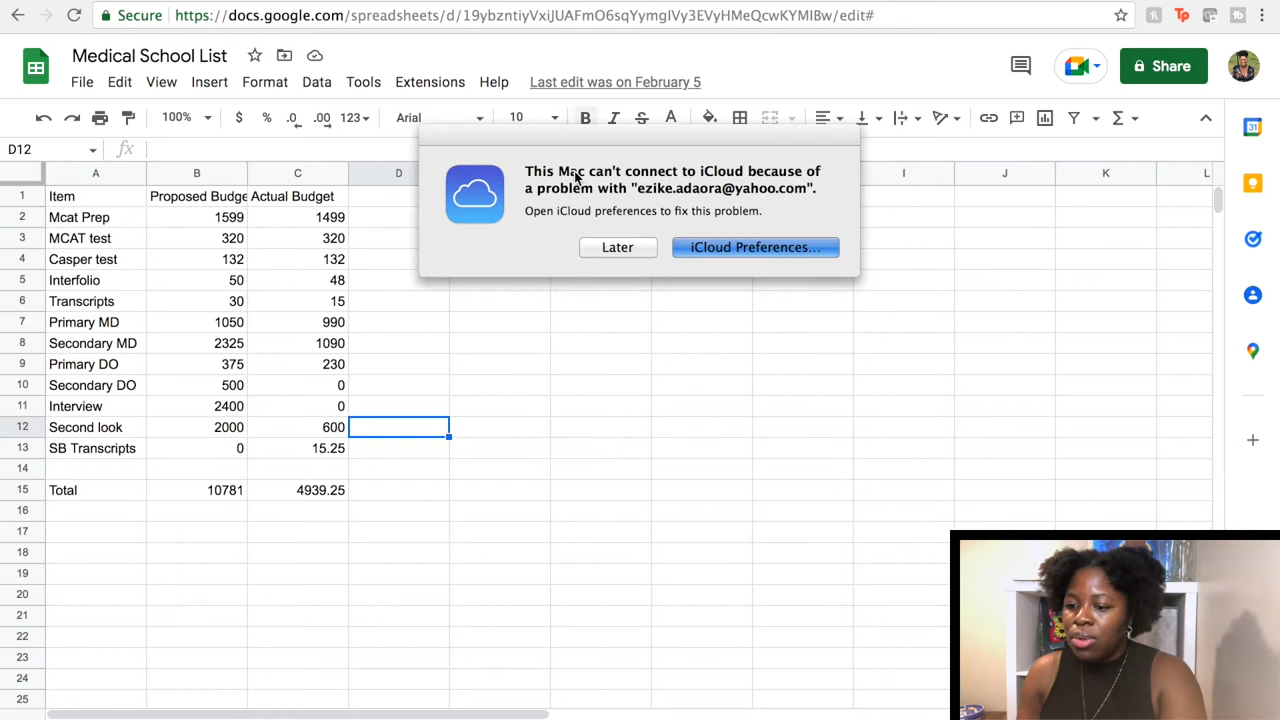 Secure https://docs.google.com/spreadsheets/d/19ybzntiyVxiJUAFmO6sqYymgIVy3EVyHMeQcwKYMIBw/edit#
Medical School List
File Edit View Insert Format Data Tools Extensions Help Last edit was on February 5
Share
100% $ % .0 .00 123 Arial 10 B I S A
D12 fx
A B C D I J K L
This Mac can't connect to iCloud because of
a problem with "ezike.adaora@yahoo.com".
Open iCloud preferences to fix this problem.
Later iCloud Preferences...
1 Item Proposed Budge Actual Budget
2 Mcat Prep 1599 1499
3 MCAT test 320 320
4 Casper test 132 132
5 Interfolio 50 48
6 Transcripts 30 15
7 Primary MD 1050 990
8 Secondary MD 2325 1090
9 Primary DO 375 230
10 Secondary DO 500 0
11 Interview 2400 0
12 Second look 2000 600
13 SB Transcripts 0 15.25
14
15 Total 10781 4939.25
16
17
18
19
20
21
22
23
24
25